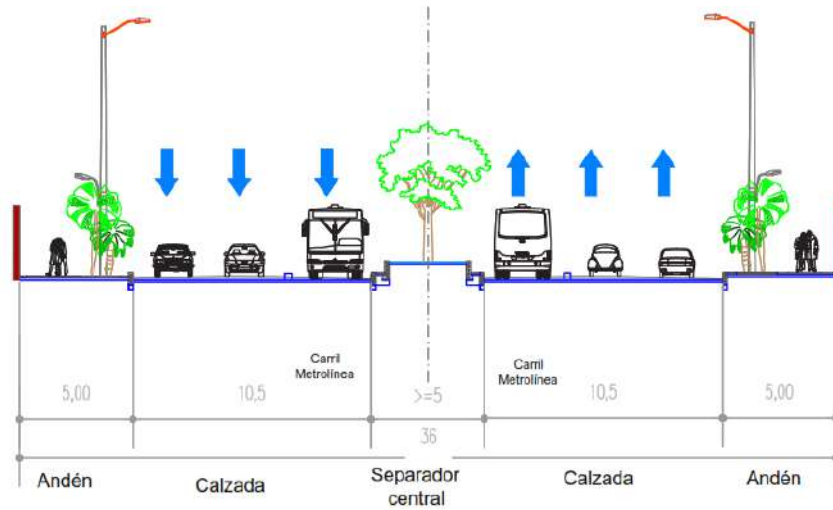 Carril
Metrolínea
Carril
Metrolínea
5,00
10,5
>=5
10,5
5,00
36
Andén
Calzada
Separador
central
Calzada
Andén